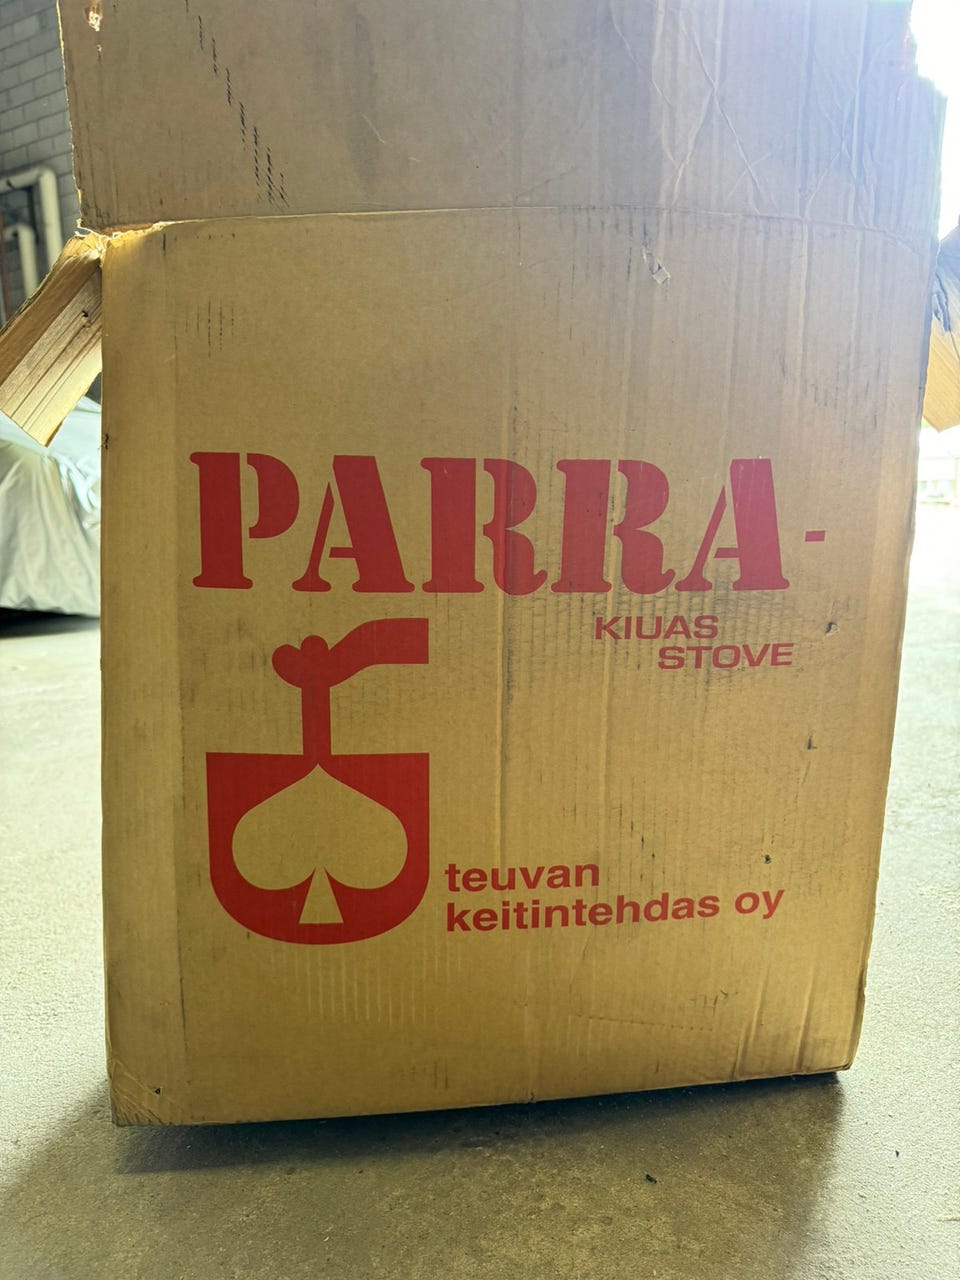 PARRA-
KIUAS
STOVE
teuvan
keitintehdas oy